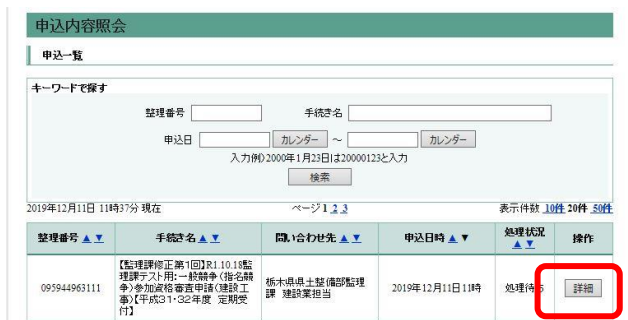 申込内容照会
申込一覧
キーワードで探す
整理番号 手続き名
申込日 カレンダー ～ カレンダー
入力例)2000年1月23日は20000123と入力
検索
2019年12月11日 11時37分 現在 ページ1 2 3 表示件数 10件 20件 50件
整理番号 ▲ ▼ 手続き名 ▲ ▼ 問い合わせ先 ▲ ▼ 申込日時 ▲ ▼ 処理状況 ▲ ▼ 操作
【監理課修正第1回】R1.10.18監
理課テスト用:一般競争(指名競
争)参加資格審査申請(建設工
事)【平成31・32年度 定期受
付】
095944963111
栃木県県土整備部監理
課 建設業担当
2019年12月11日11時
処理待ち
詳細